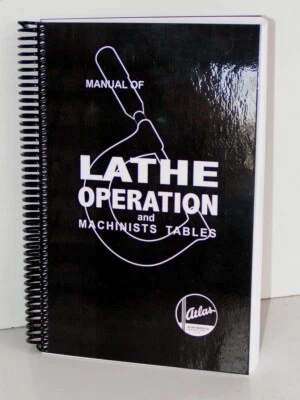 MANUAL OF
LATHE
OPERATION
and
MACHINISTS TABLES
Atlas